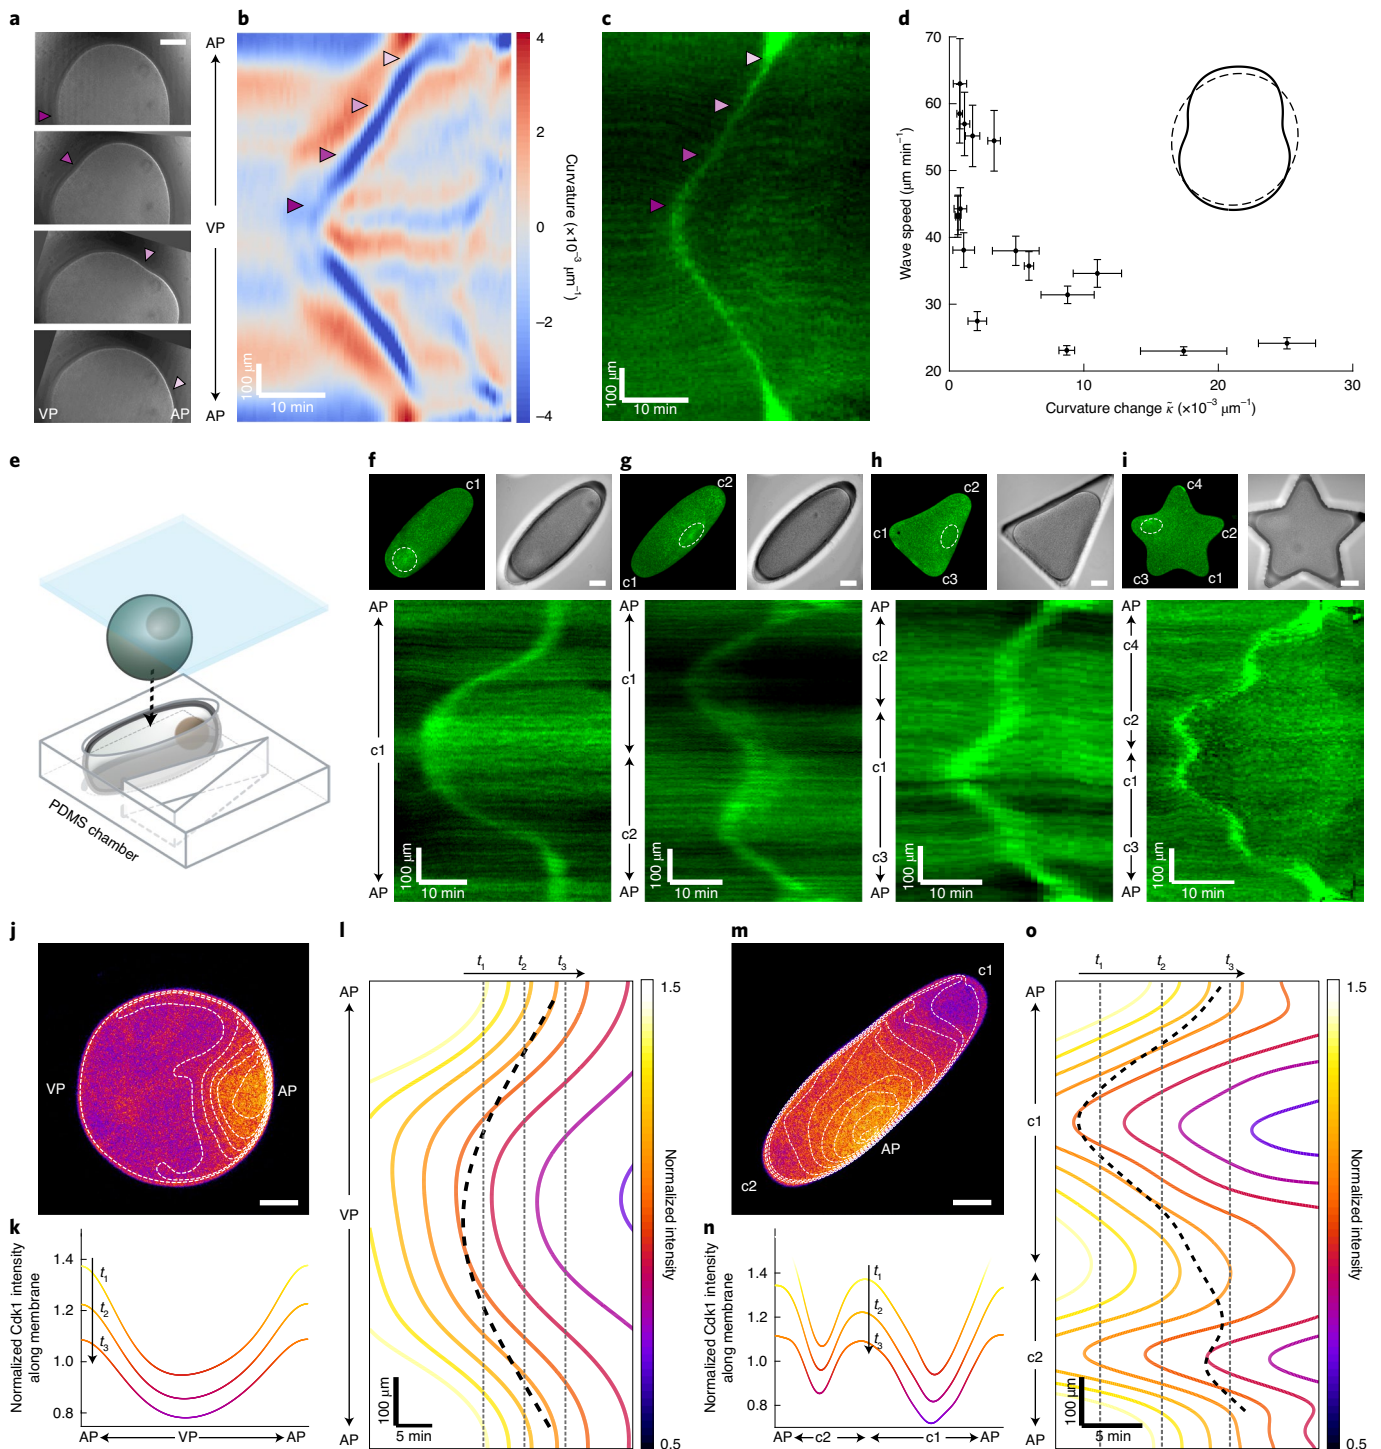 a
AP
VP
AP
VP
AP
b
100 µm
10 min
4
2
0
−2
−4
Curvature (×10⁻³ µm⁻¹)
c
100 µm
10 min
d
70
60
50
40
30
20
0
10
20
30
Wave speed (µm min⁻¹)
Curvature change κ̃ (×10⁻³ µm⁻¹)
e
PDMS chamber
f
c1
AP
c1
AP
100 µm
10 min
g
c2
c1
AP
c1
c2
AP
100 µm
10 min
h
c2
c1
c3
AP
c2
c1
c3
AP
100 µm
10 min
i
c4
c2
c3
c1
AP
c4
c2
c1
c3
AP
100 µm
10 min
j
VP
AP
k
Normalized Cdk1 intensity
along membrane
1.4
1.2
1.0
0.8
t₁
t₂
t₃
AP
VP
AP
l
t₁
t₂
t₃
AP
VP
AP
100 µm
5 min
1.5
0.5
Normalized intensity
m
c1
AP
c2
n
Normalized Cdk1 intensity
along membrane
1.4
1.2
1.0
0.8
t₁
t₂
t₃
AP
c2
c1
AP
o
t₁
t₂
t₃
AP
c1
c2
AP
100 µm
5 min
1.5
0.5
Normalized intensity